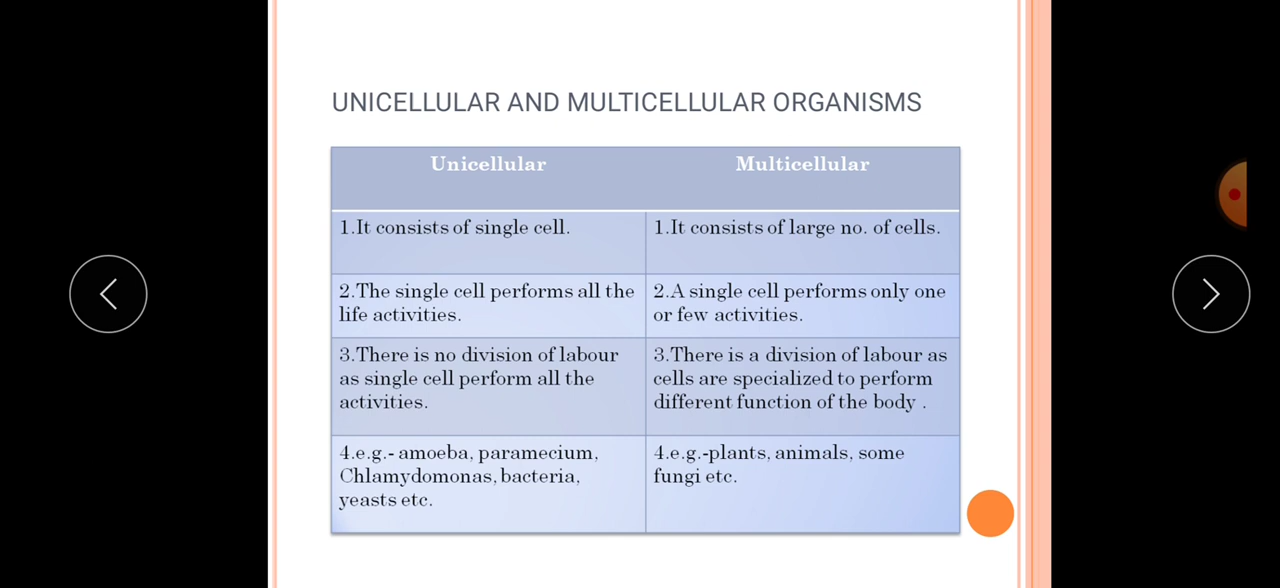 UNICELLULAR AND MULTICELLULAR ORGANISMS
Unicellular
Multicellular
1.It consists of single cell.
1.It consists of large no. of cells.
2.The single cell performs all the
life activities.
2.A single cell performs only one
or few activities.
3.There is no division of labour
as single cell perform all the
activities.
3.There is a division of labour as
cells are specialized to perform
different function of the body .
4.e.g.- amoeba, paramecium,
Chlamydomonas, bacteria,
yeasts etc.
4.e.g.-plants, animals, some
fungi etc.